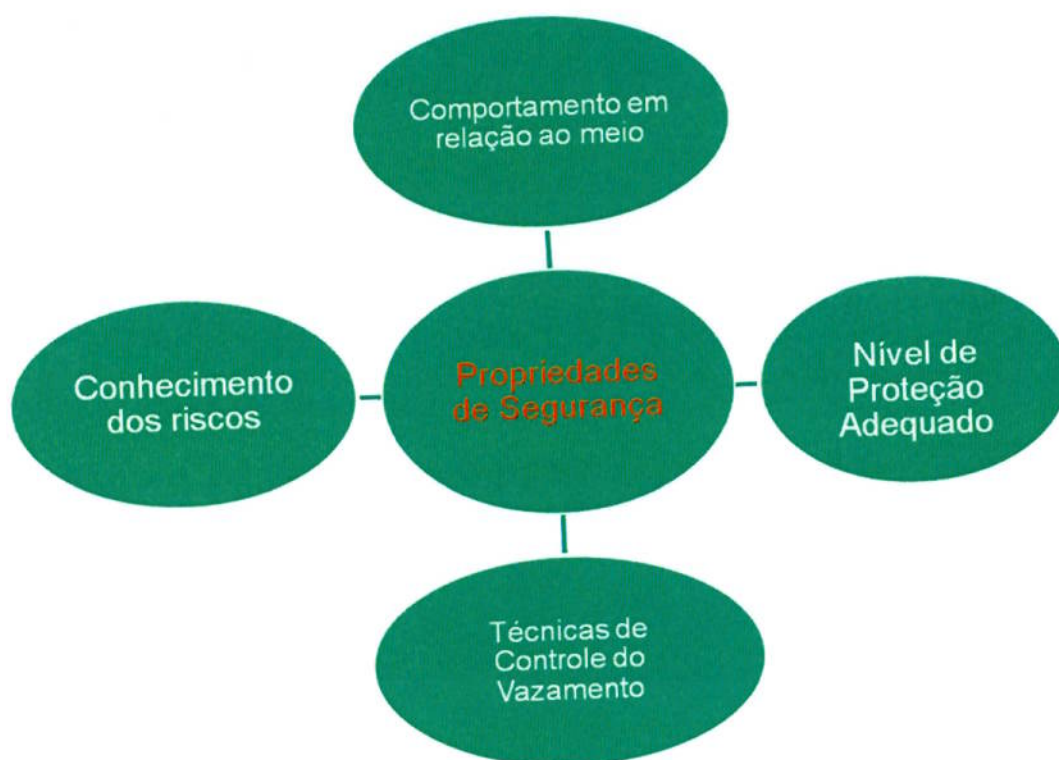 Comportamento em
relação ao meio
Conhecimento
dos riscos
Propriedades
de Segurança
Nível de
Proteção
Adequado
Técnicas de
Controle do
Vazamento